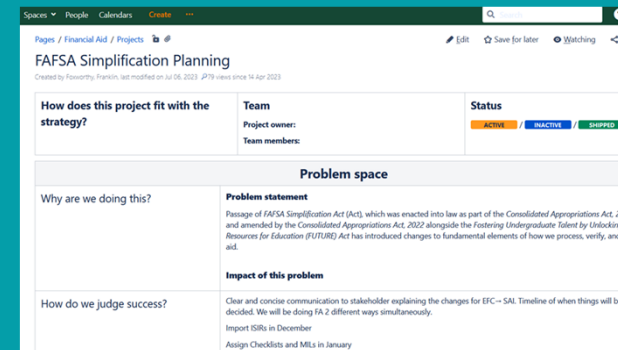 Spaces People Calendars Create ···
Search
Pages / Financial Aid / Projects
Edit Save for later Watching
FAFSA Simplification Planning
Created by Foxworthy, Franklin, last modified on Jul 06, 2023 79 views since 14 Apr 2023
How does this project fit with the
strategy?
Team
Project owner:
Team members:
Status
ACTIVE / INACTIVE / SHIPPED
Problem space
Why are we doing this?
Problem statement
Passage of FAFSA Simplification Act (Act), which was enacted into law as part of the Consolidated Appropriations Act, 2
and amended by the Consolidated Appropriations Act, 2022 alongside the Fostering Undergraduate Talent by Unlockin
Resources for Education (FUTURE) Act has introduced changes to fundamental elements of how we process, verify, and
aid.
Impact of this problem
How do we judge success?
Clear and concise communication to stakeholder explaining the changes for EFC→ SAI. Timeline of when things will b
decided. We will be doing FA 2 different ways simultaneously.
Import ISIRs in December
Assign Checklists and MILs in January